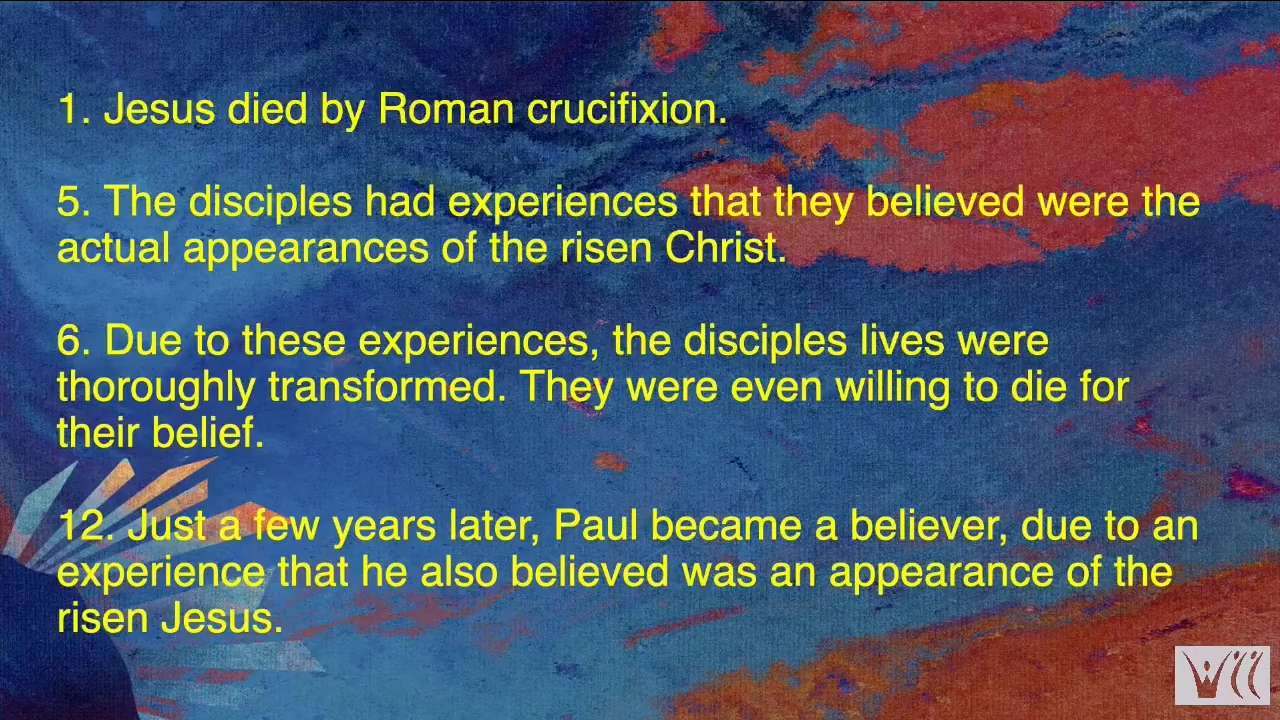 1. Jesus died by Roman crucifixion.
5. The disciples had experiences that they believed were the
actual appearances of the risen Christ.
6. Due to these experiences, the disciples lives were
thoroughly transformed. They were even willing to die for
their belief.
12. Just a few years later, Paul became a believer, due to an
experience that he also believed was an appearance of the
risen Jesus.